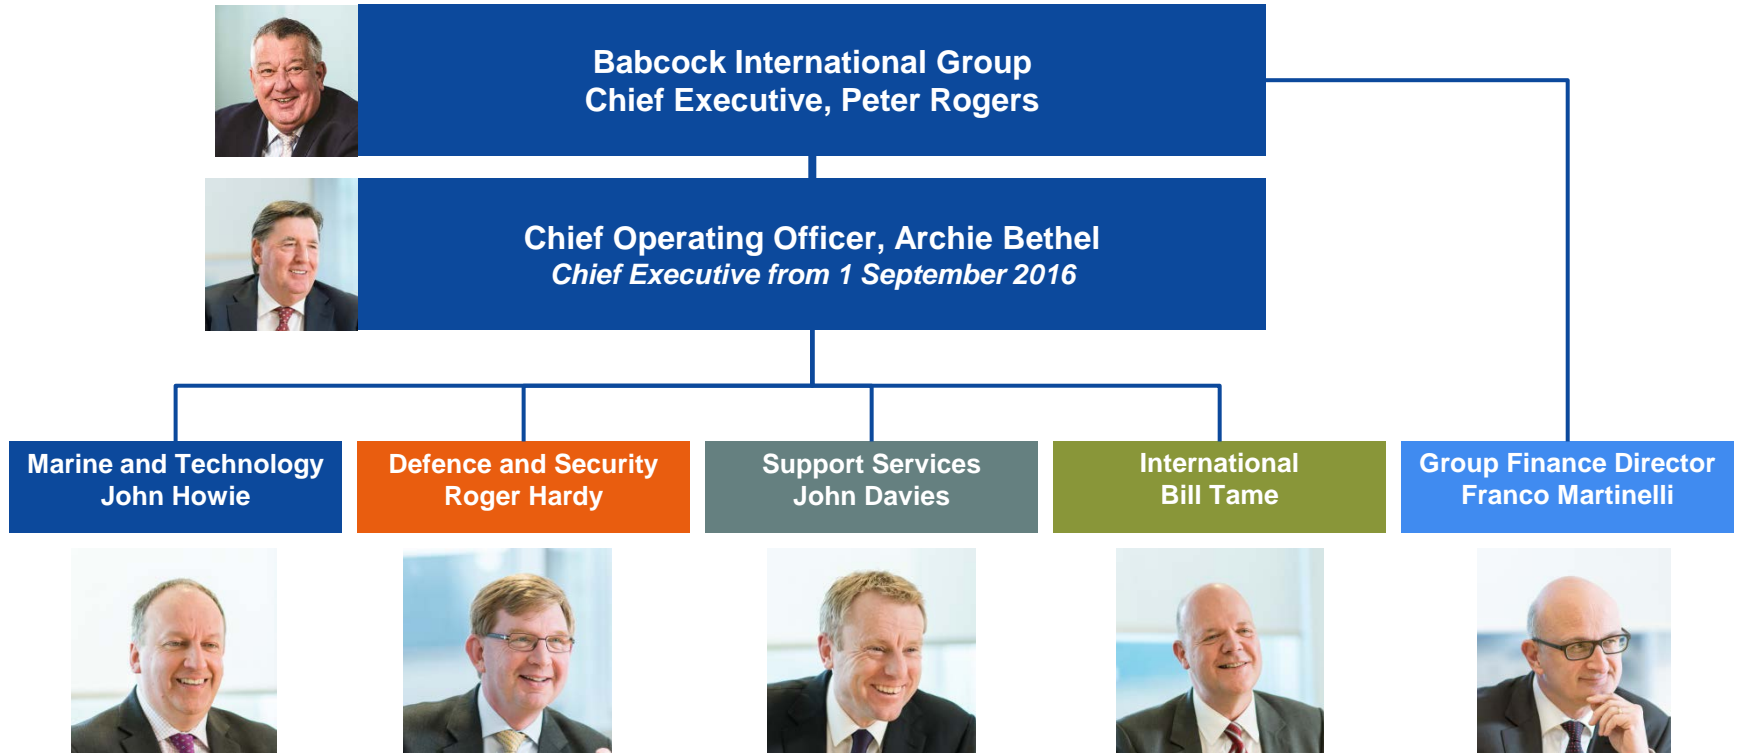 Babcock International Group
Chief Executive, Peter Rogers
Chief Operating Officer, Archie Bethel
Chief Executive from 1 September 2016
Marine and Technology
John Howie
Defence and Security
Roger Hardy
Support Services
John Davies
International
Bill Tame
Group Finance Director
Franco Martinelli